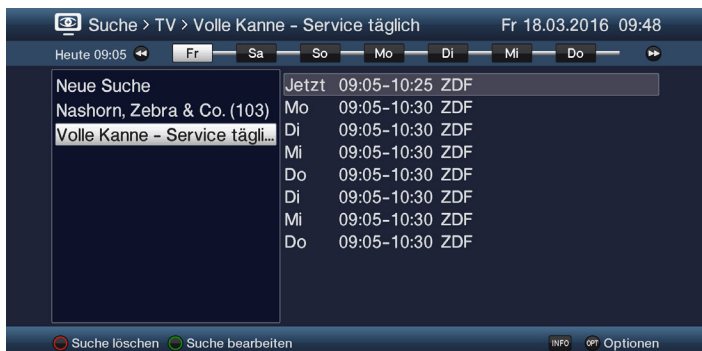 Suche > TV > Volle Kanne - Service täglich Fr 18.03.2016 09:48
Heute 09:05 Fr Sa So Mo Di Mi Do
Neue Suche
Nashorn, Zebra & Co. (103)
Volle Kanne - Service tägli...
Jetzt 09:05-10:25 ZDF
Mo 09:05-10:30 ZDF
Di 09:05-10:30 ZDF
Mi 09:05-10:30 ZDF
Do 09:05-10:30 ZDF
Di 09:05-10:30 ZDF
Mi 09:05-10:30 ZDF
Do 09:05-10:30 ZDF
Suche löschen Suche bearbeiten INFO OPT Optionen